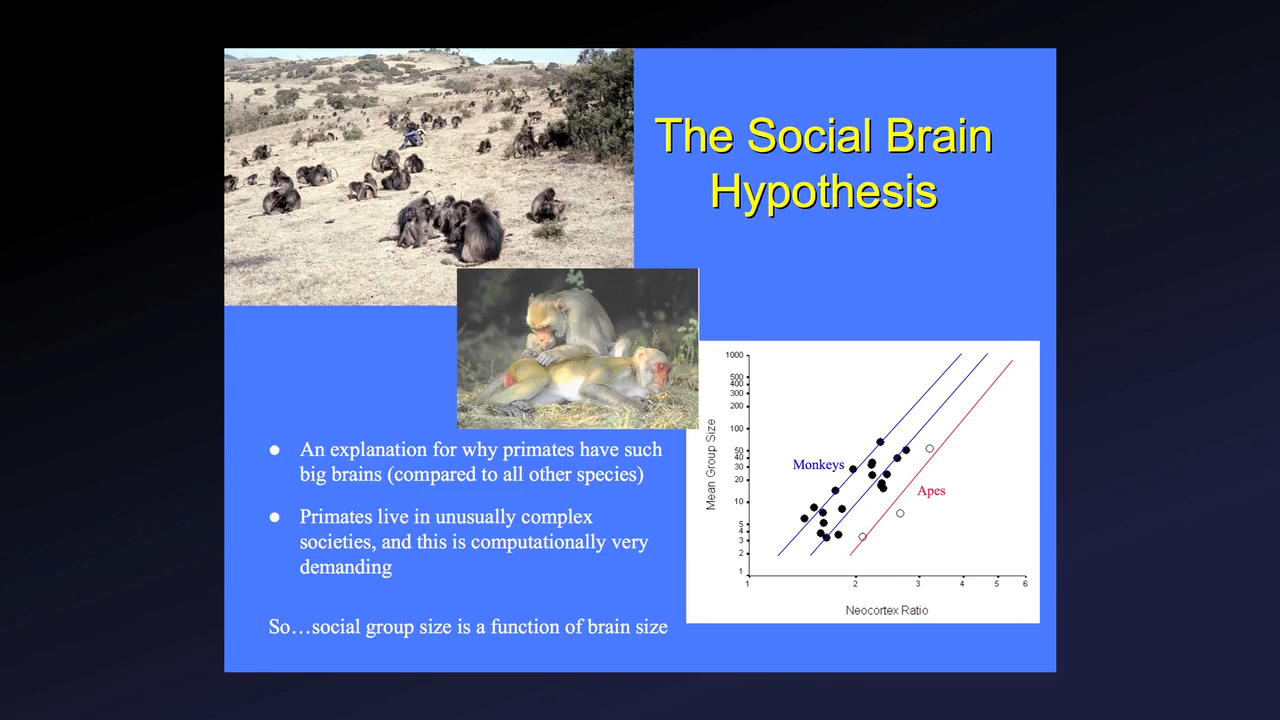 The Social Brain
Hypothesis
● An explanation for why primates have such
big brains (compared to all other species)
● Primates live in unusually complex
societies, and this is computationally very
demanding
So…social group size is a function of brain size
Mean Group Size
1000
500
400
300
200
100
50
40
30
20
10
5
4
3
2
1
Monkeys
Apes
1 2 3 4 5 6
Neocortex Ratio